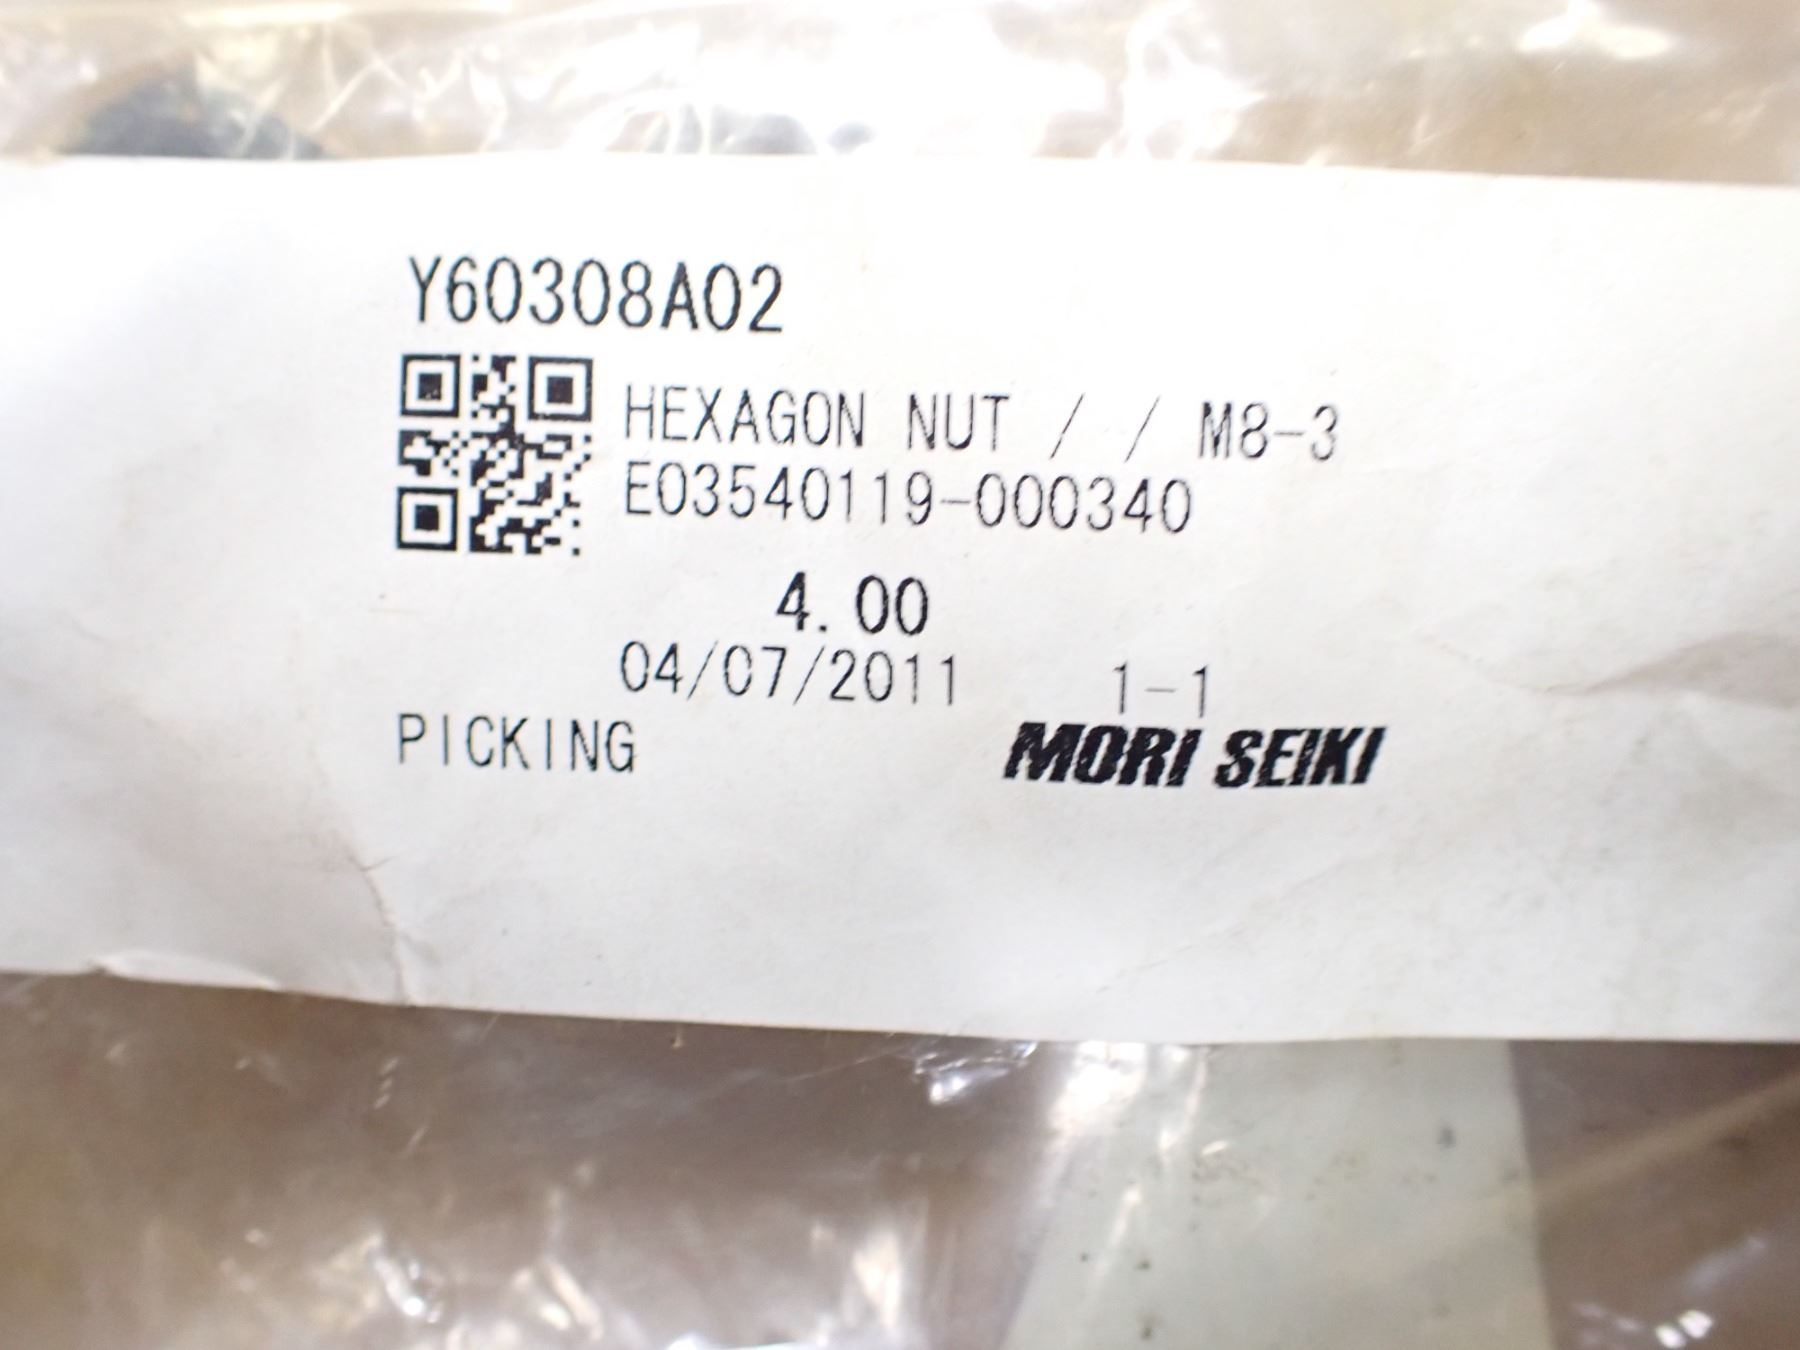 Y60308A02
HEXAGON NUT / / M8-3
E03540119-000340
4.00
04/07/2011 1-1
PICKING MORI SEIKI